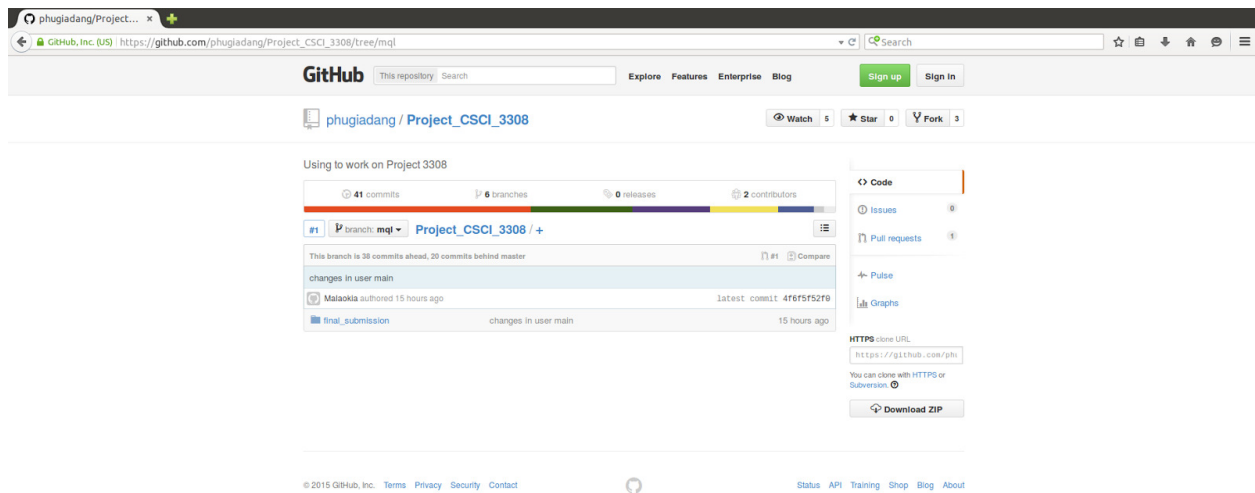 phugiadang/Project... ×
GitHub, Inc. (US) https://github.com/phugiadang/Project_CSCI_3308/tree/mql Search
GitHub This repository Search Explore Features Enterprise Blog Sign up Sign in
phugiadang / Project_CSCI_3308 Watch 5 Star 0 Fork 3
Using to work on Project 3308
41 commits 6 branches 0 releases 2 contributors
#1 branch: mql Project_CSCI_3308 / +
This branch is 38 commits ahead, 20 commits behind master #1 Compare
changes in user main
Malaokia authored 15 hours ago latest commit 4f6f5f52f0
final_submission changes in user main 15 hours ago
Code
Issues 0
Pull requests 1
Pulse
Graphs
HTTPS clone URL
https://github.com/ph
You can clone with HTTPS or
Subversion.
Download ZIP
© 2015 GitHub, Inc. Terms Privacy Security Contact Status API Training Shop Blog About